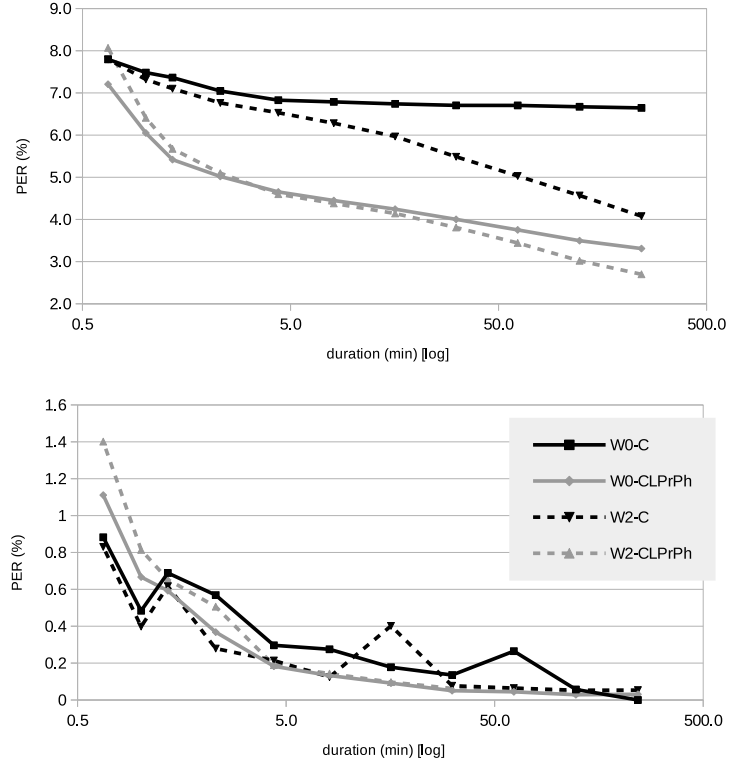 9.0
8.0
7.0
6.0
5.0
4.0
3.0
2.0
PER (%)
0.5 5.0 50.0 500.0
duration (min) [log]
1.6
1.4
1.2
1
0.8
0.6
0.4
0.2
0
PER (%)
W0-C
W0-CLPrPh
W2-C
W2-CLPrPh
0.5 5.0 50.0 500.0
duration (min) [log]